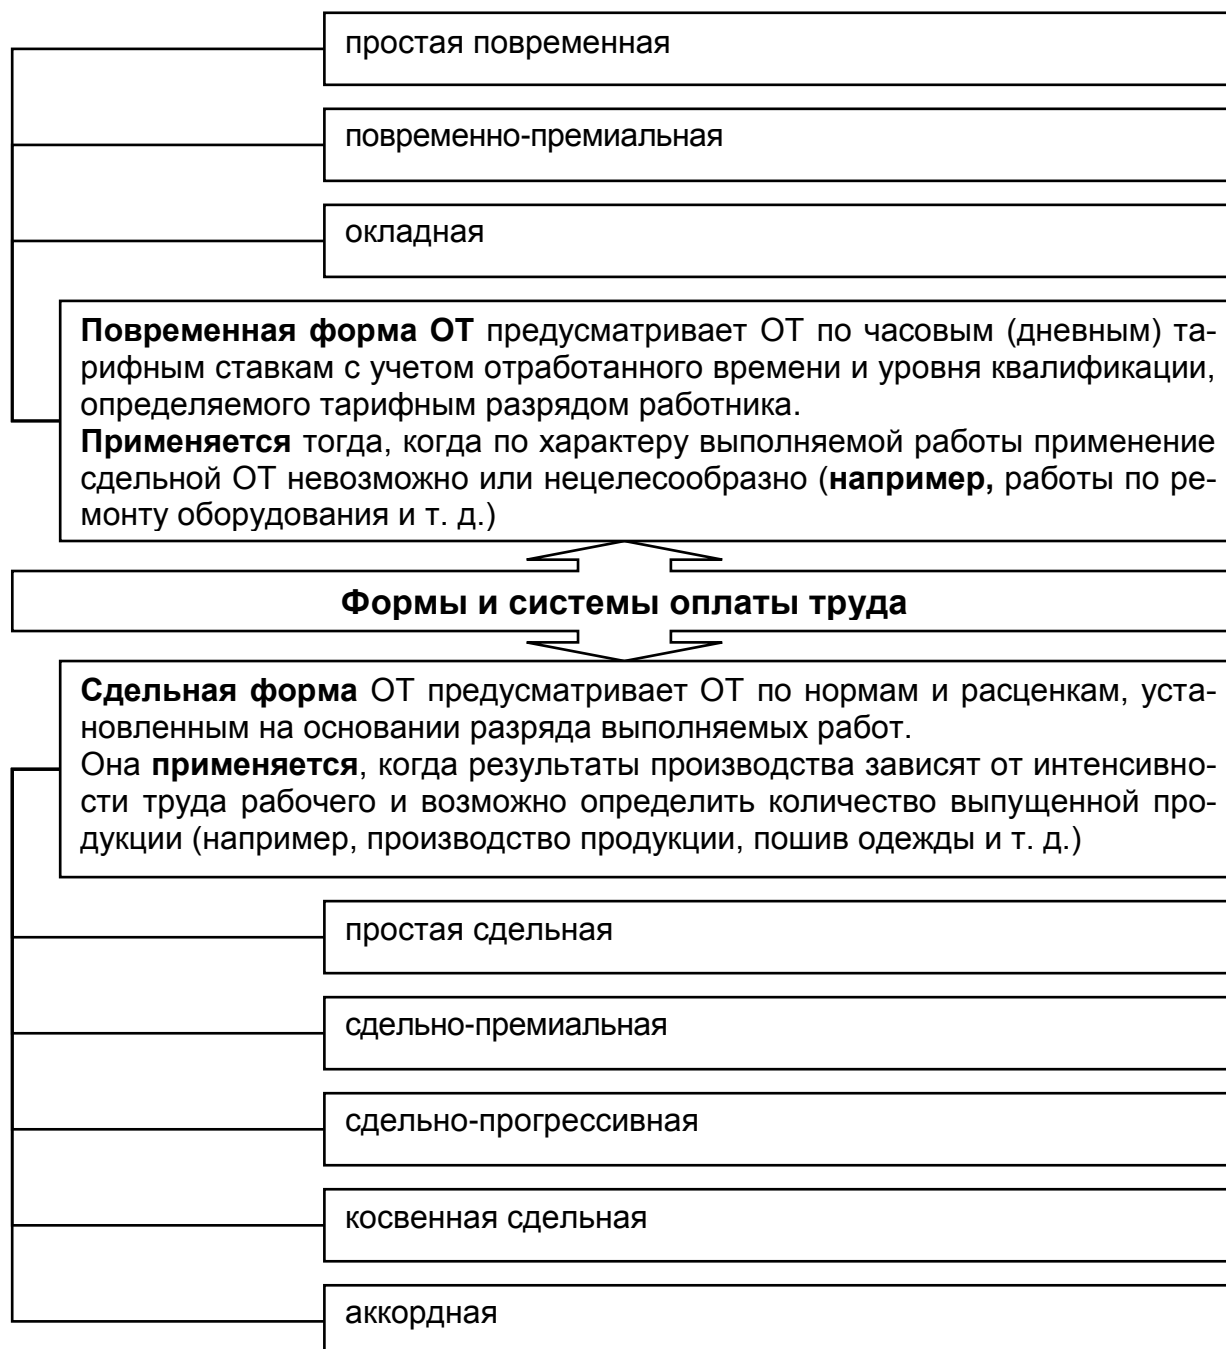 простая повременная
повременно-премиальная
окладная
Повременная форма ОТ предусматривает ОТ по часовым (дневным) та-
рифным ставкам с учетом отработанного времени и уровня квалификации,
определяемого тарифным разрядом работника.
Применяется тогда, когда по характеру выполняемой работы применение
сдельной ОТ невозможно или нецелесообразно (например, работы по ре-
монту оборудования и т. д.)
Формы и системы оплаты труда
Сдельная форма ОТ предусматривает ОТ по нормам и расценкам, уста-
новленным на основании разряда выполняемых работ.
Она применяется, когда результаты производства зависят от интенсивно-
сти труда рабочего и возможно определить количество выпущенной про-
дукции (например, производство продукции, пошив одежды и т. д.)
простая сдельная
сдельно-премиальная
сдельно-прогрессивная
косвенная сдельная
аккордная